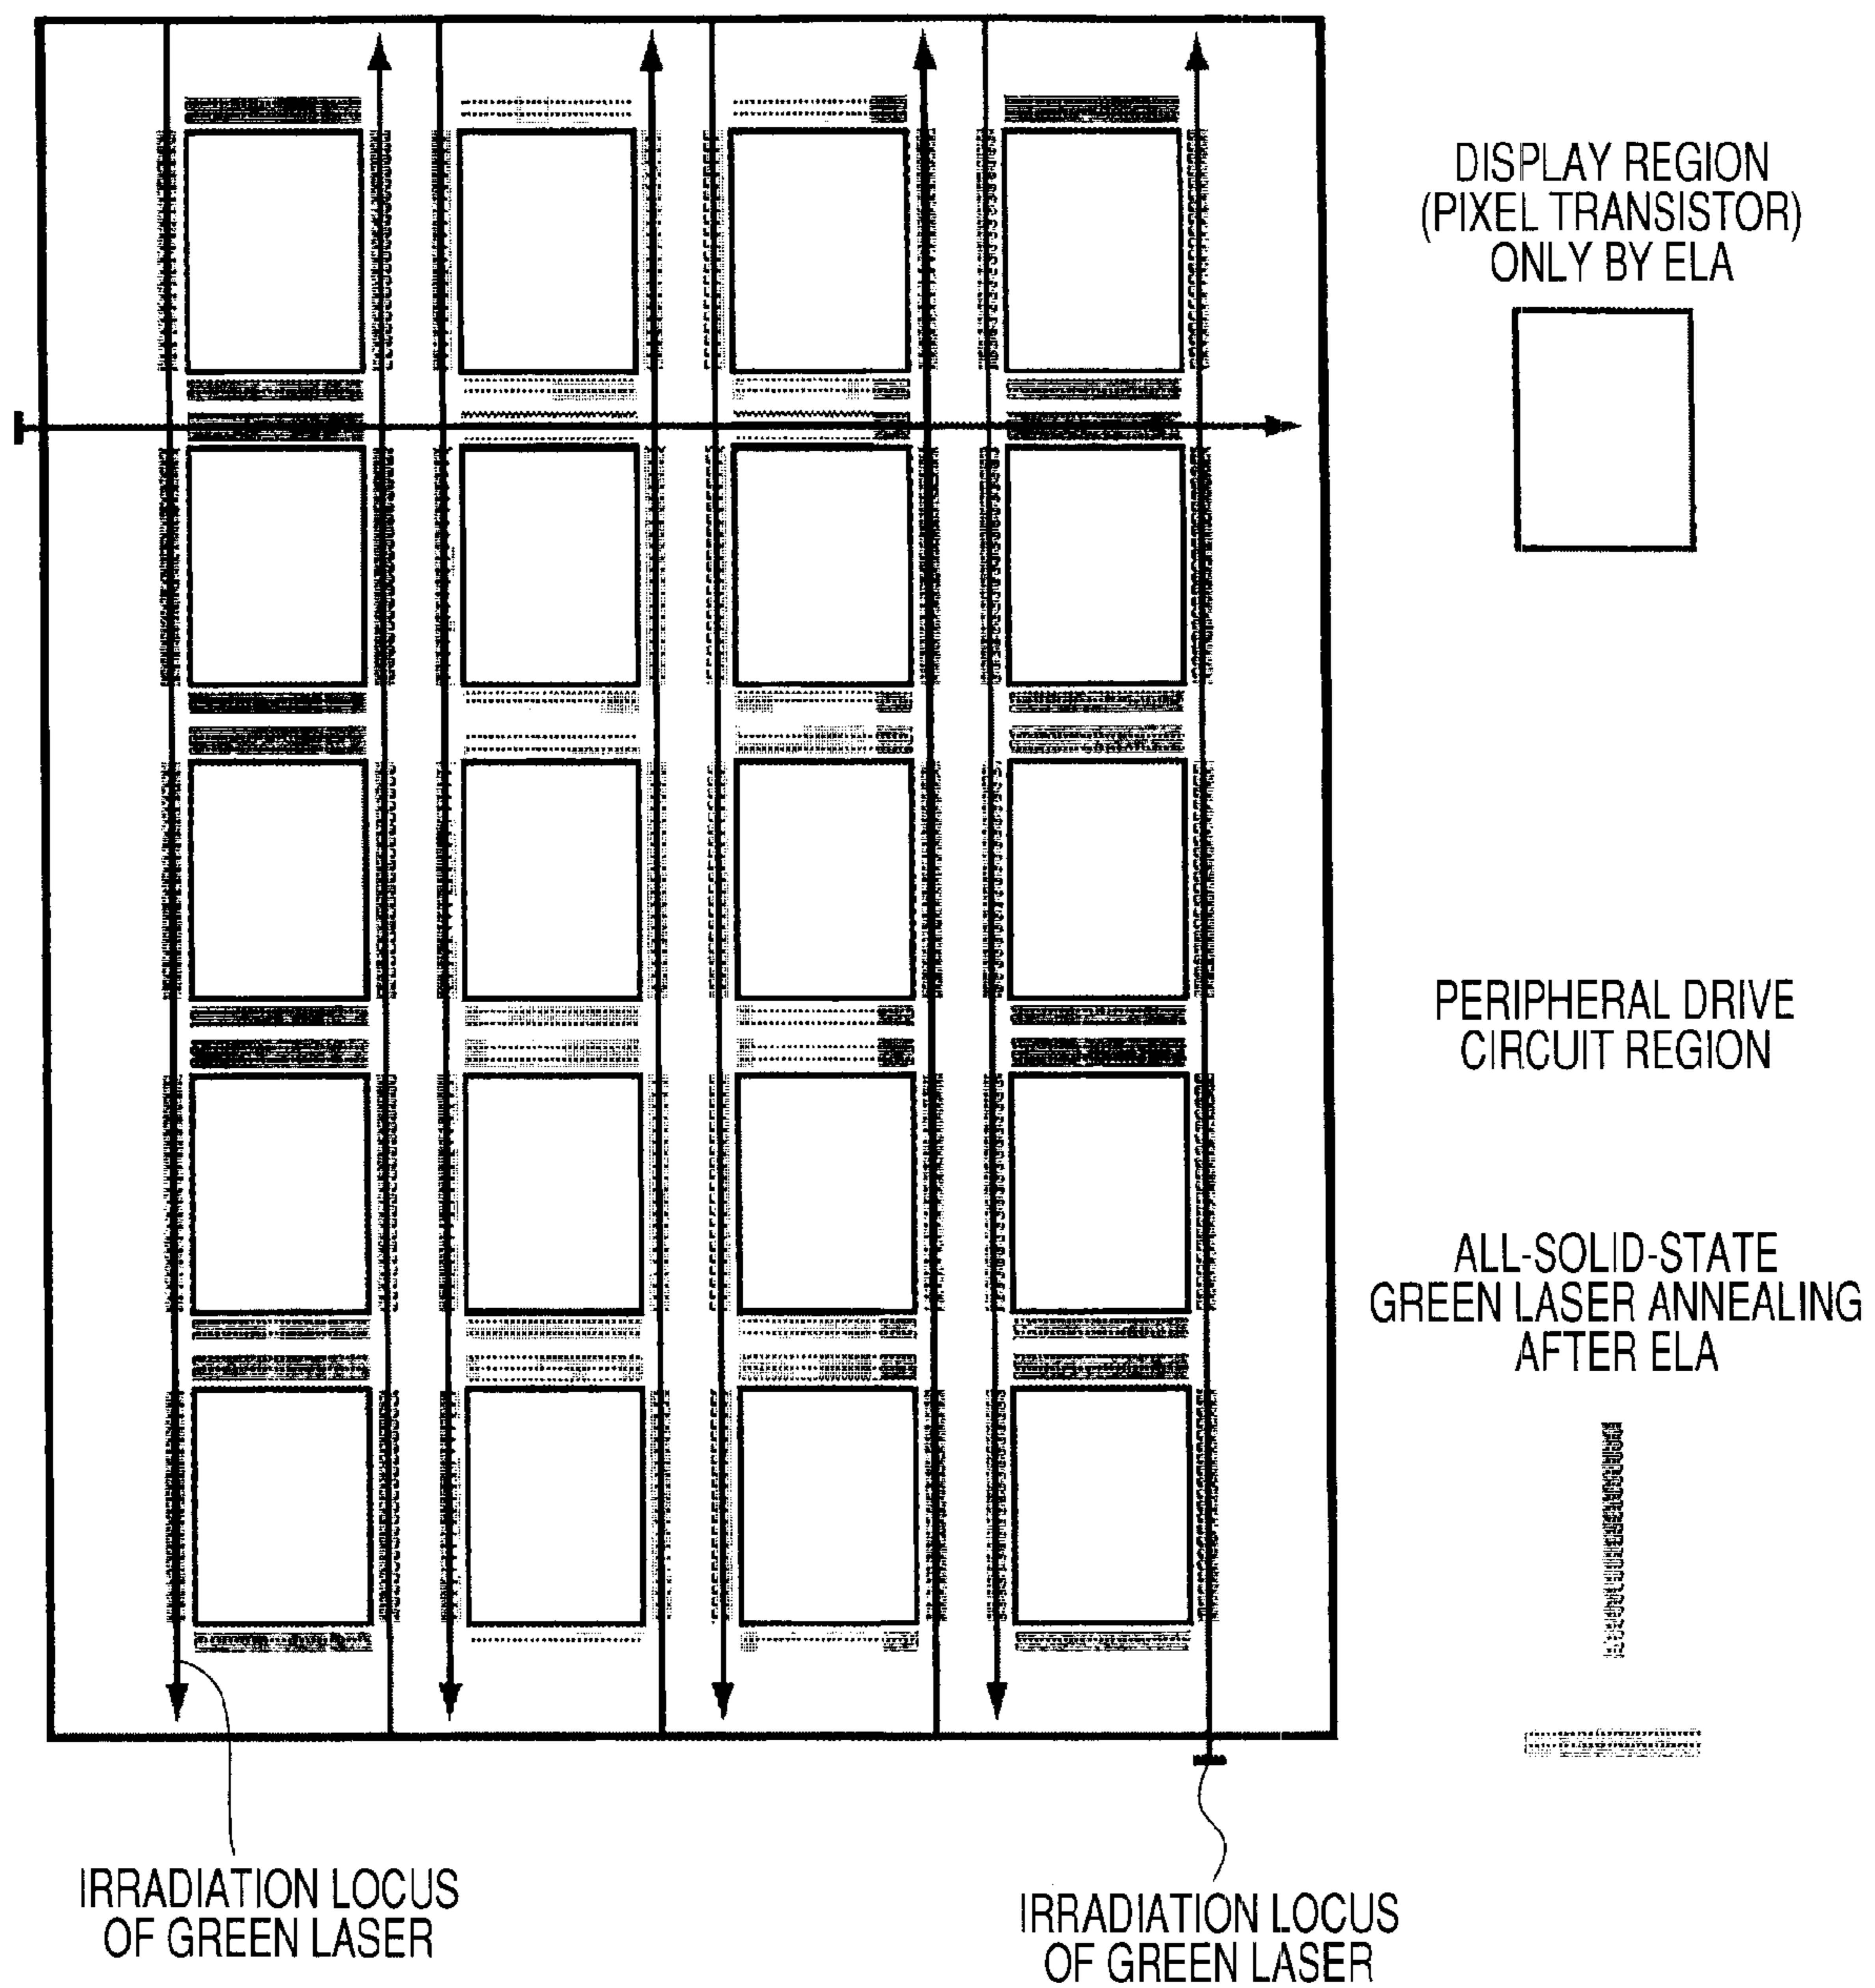 DISPLAY REGION
(PIXEL TRANSISTOR)
ONLY BY ELA
PERIPHERAL DRIVE
CIRCUIT REGION
ALL-SOLID-STATE
GREEN LASER ANNEALING
AFTER ELA
IRRADIATION LOCUS
OF GREEN LASER
IRRADIATION LOCUS
OF GREEN LASER